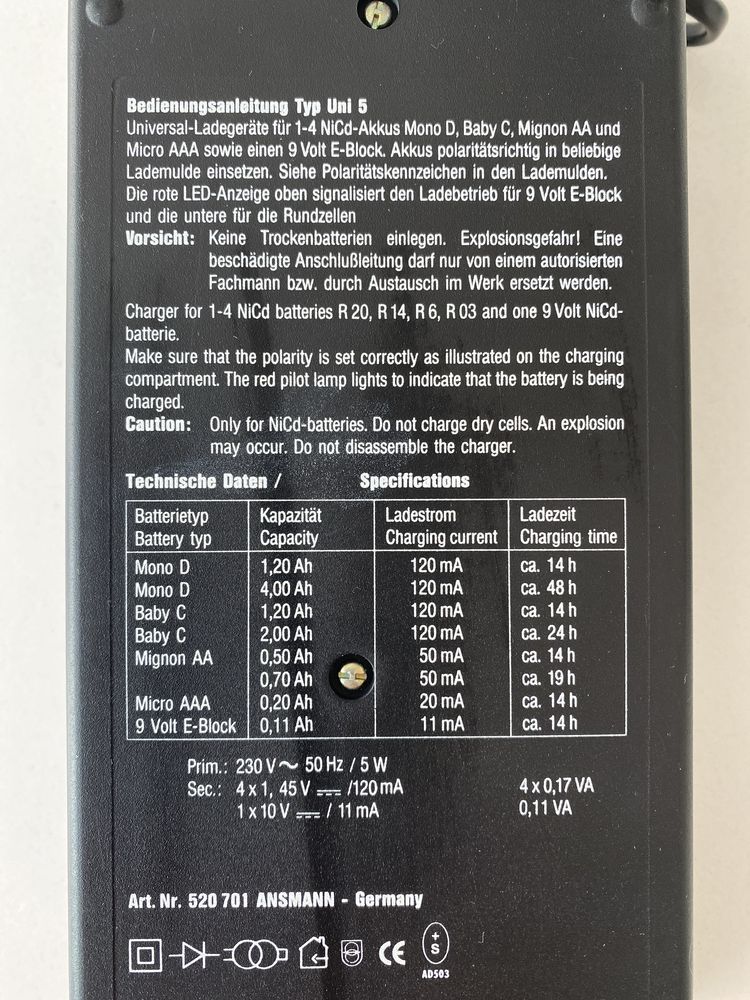 Bedienungsanleitung Typ Uni 5
Universal-Ladegeräte für 1-4 NiCd-Akkus Mono D, Baby C, Mignon AA und
Micro AAA sowie einen 9 Volt E-Block. Akkus polaritätsrichtig in beliebige
Lademulde einsetzen. Siehe Polaritätskennzeichen in den Lademulden.
Die rote LED-Anzeige oben signalisiert den Ladebetrieb für 9 Volt E-Block
und die untere für die Rundzellen
Vorsicht: Keine Trockenbatterien einlegen. Explosionsgefahr! Eine
beschädigte Anschlußleitung darf nur von einem autorisierten
Fachmann bzw. durch Austausch im Werk ersetzt werden.
Charger for 1-4 NiCd batteries R 20, R 14, R 6, R 03 and one 9 Volt NiCd-
batterie.
Make sure that the polarity is set correctly as illustrated on the charging
compartment. The red pilot lamp lights to indicate that the battery is being
charged.
Caution: Only for NiCd-batteries. Do not charge dry cells. An explosion
may occur. Do not disassemble the charger.
Technische Daten / Specifications
Batterietyp Kapazität Ladestrom Ladezeit
Battery typ Capacity Charging current Charging time
Mono D 1,20 Ah 120 mA ca. 14 h
Mono D 4,00 Ah 120 mA ca. 48 h
Baby C 1,20 Ah 120 mA ca. 14 h
Baby C 2,00 Ah 120 mA ca. 24 h
Mignon AA 0,50 Ah 50 mA ca. 14 h
0,70 Ah 50 mA ca. 19 h
Micro AAA 0,20 Ah 20 mA ca. 14 h
9 Volt E-Block 0,11 Ah 11 mA ca. 14 h
Prim.: 230 V ~ 50 Hz / 5 W
Sec.: 4 x 1, 45 V ⎓ /120 mA 4 x 0,17 VA
1 x 10 V ⎓ / 11 mA 0,11 VA
Art. Nr. 520 701 ANSMANN - Germany
CE + S
AD503